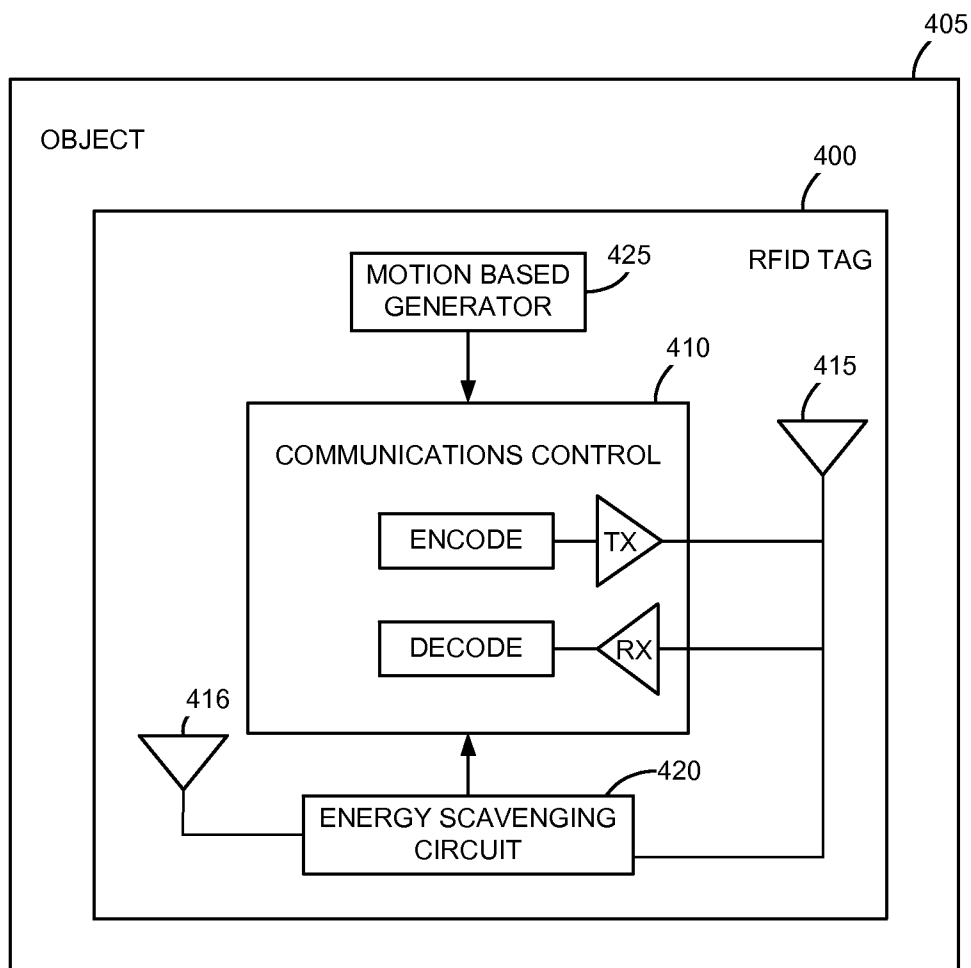 405
OBJECT
400
RFID TAG
425
MOTION BASED
GENERATOR
410
415
COMMUNICATIONS CONTROL
ENCODE
TX
DECODE
RX
416
420
ENERGY SCAVENGING
CIRCUIT